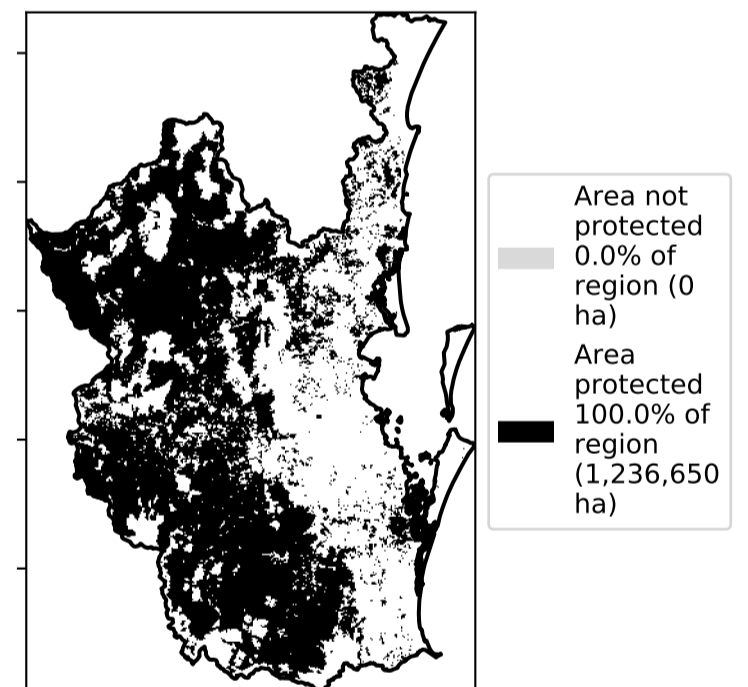 Area not
protected
0.0% of
region (0
ha)
Area
protected
100.0% of
region
(1,236,650
ha)